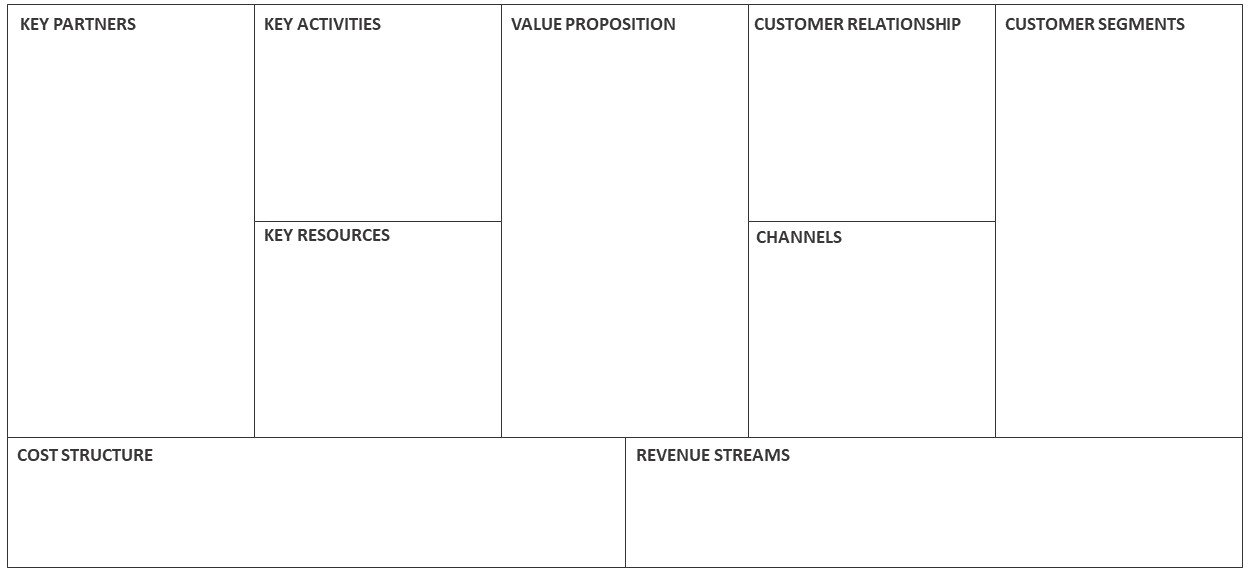 KEY PARTNERS
KEY ACTIVITIES
VALUE PROPOSITION
CUSTOMER RELATIONSHIP
CUSTOMER SEGMENTS
KEY RESOURCES
CHANNELS
COST STRUCTURE
REVENUE STREAMS